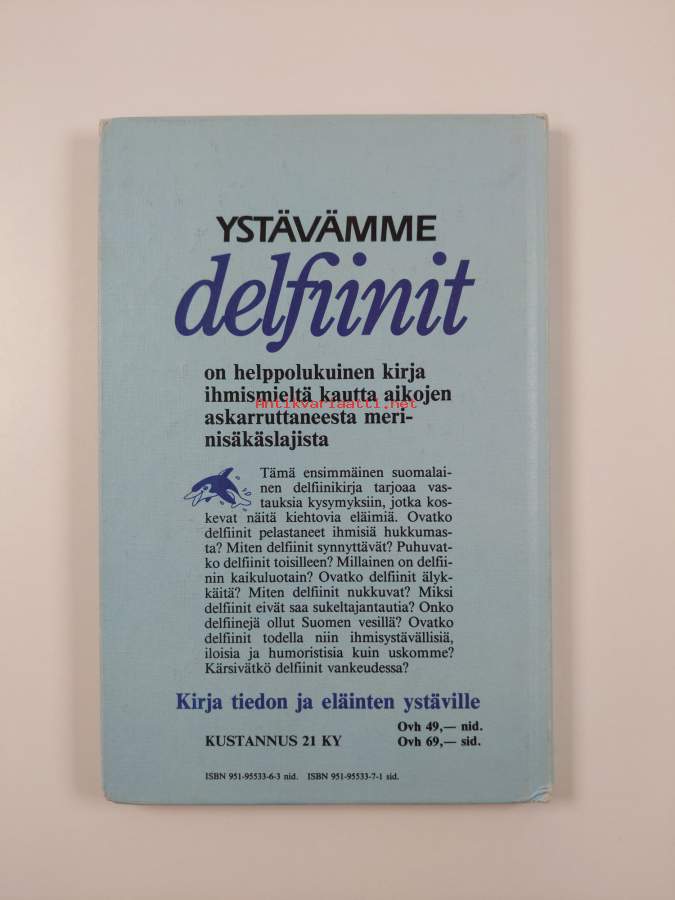 YSTÄVÄMME
delfiinit
on helppolukuinen kirja
ihmismieltä kautta aikojen
Antikvariaatti.net
askarruttaneesta meri-
nisäkäslajista
Tämä ensimmäinen suomalai-
nen delfiinikirja tarjoaa vas-
tauksia kysymyksiin, jotka kos-
kevat näitä kiehtovia eläimiä. Ovatko
delfiinit pelastaneet ihmisiä hukkumas-
ta? Miten delfiinit synnyttävät? Puhuvat-
ko delfiinit toisilleen? Millainen on delfii-
nin kaikuluotain? Ovatko delfiinit älyk-
käitä? Miten delfiinit nukkuvat? Miksi
delfiinit eivät saa sukeltajantautia? Onko
delfiinejä ollut Suomen vesillä? Ovatko
delfiinit todella niin ihmisystävällisiä,
iloisia ja humoristisia kuin uskomme?
Kärsivätkö delfiinit vankeudessa?
Kirja tiedon ja eläinten ystäville
Ovh 49,— nid.
KUSTANNUS 21 KY Ovh 69,— sid.
ISBN 951-95533-6-3 nid. ISBN 951-95533-7-1 sid.